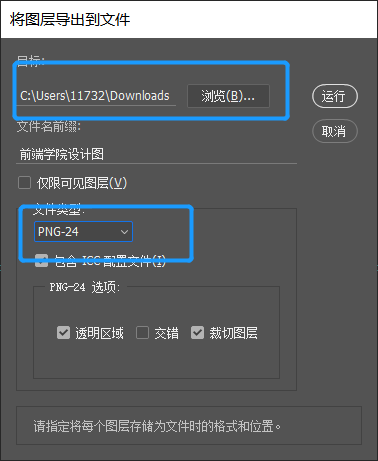 将图层导出到文件
目标:
C:\Users\11732\Downloads
浏览(B)...
运行
文件名前缀:
取消
前端学院设计图
仅限可见图层(V)
文件类型:
PNG-24
包含 ICC 配置文件(I)
PNG-24 选项:
透明区域 交错 裁切图层
请指定将每个图层存储为文件时的格式和位置。